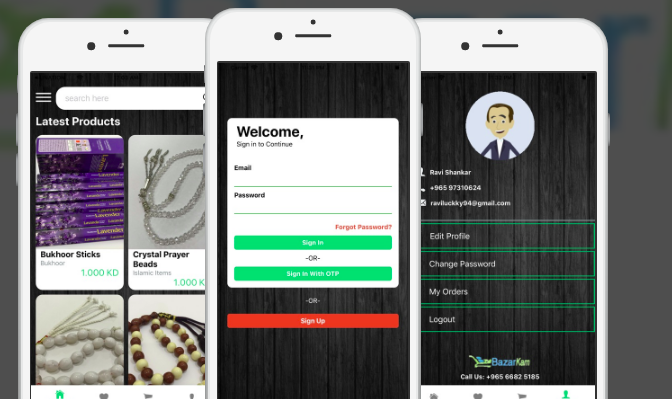 search here
Latest Products
Lavender
Bukhoor Sticks
Bukhoor
1.000 KD
Crystal Prayer
Beads
Islamic Items
1.000 K
Welcome,
Sign in to Continue
Email
Password
Forgot Password?
Sign In
-OR-
Sign In With OTP
-OR-
Sign Up
Ravi Shankar
+965 97310624
raviluckky94@gmail.com
Edit Profile
Change Password
My Orders
Logout
BazarKam
Call Us: +965 6682 5185